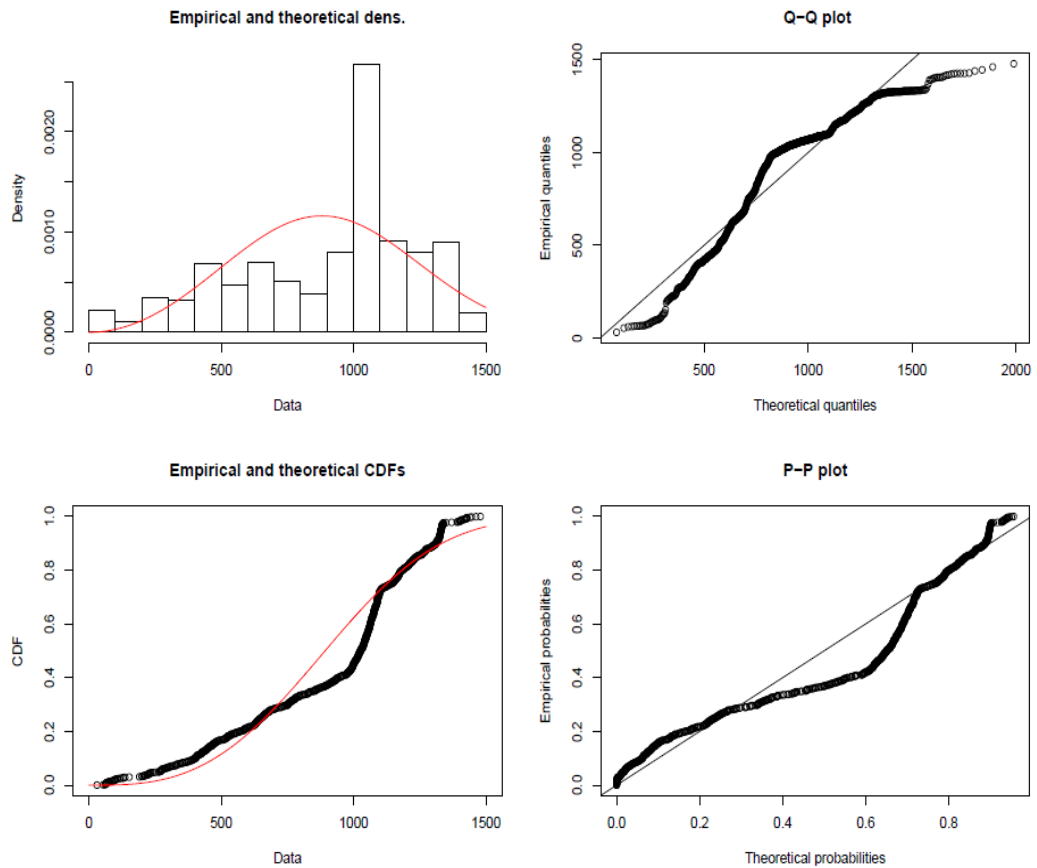 Empirical and theoretical dens.
Density
0.0000 0.0010 0.0020
0 500 1000 1500
Data
Q−Q plot
Empirical quantiles
0 500 1000 1500
500 1000 1500 2000
Theoretical quantiles
Empirical and theoretical CDFs
CDF
0.0 0.2 0.4 0.6 0.8 1.0
0 500 1000 1500
Data
P−P plot
Empirical probabilities
0.0 0.2 0.4 0.6 0.8 1.0
0.0 0.2 0.4 0.6 0.8
Theoretical probabilities